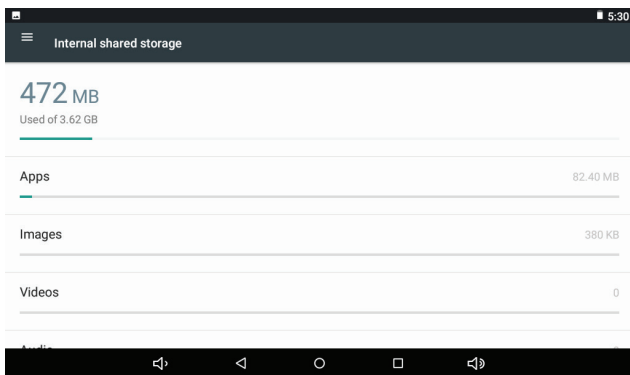 5:30
Internal shared storage
472 MB
Used of 3.62 GB
Apps 82.40 MB
Images 380 KB
Videos 0